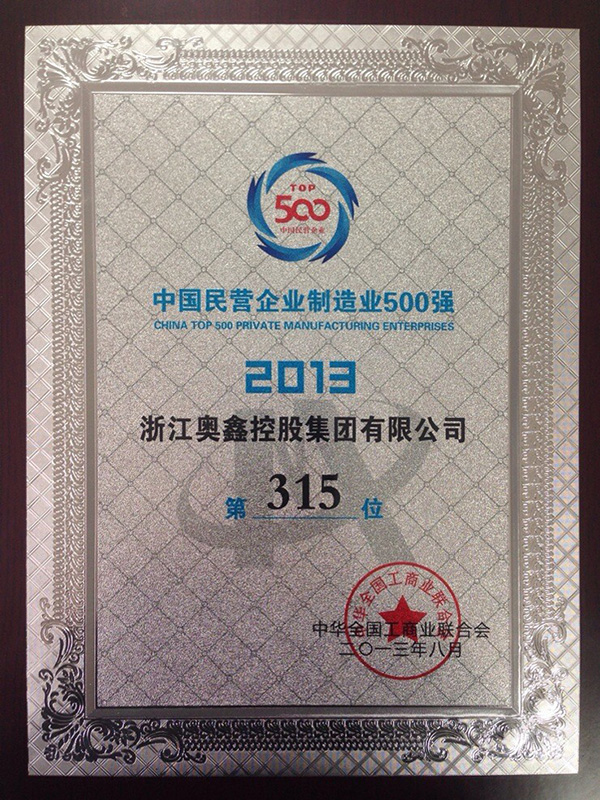 TOP
500
中国民营企业
中国民营企业制造业500强
CHINA TOP 500 PRIVATE MANUFACTURING ENTERPRISES
2013
浙江奥鑫控股集团有限公司
第 315 位
中华全国工商业联合会
中华全国工商业联合会
二〇一三年八月